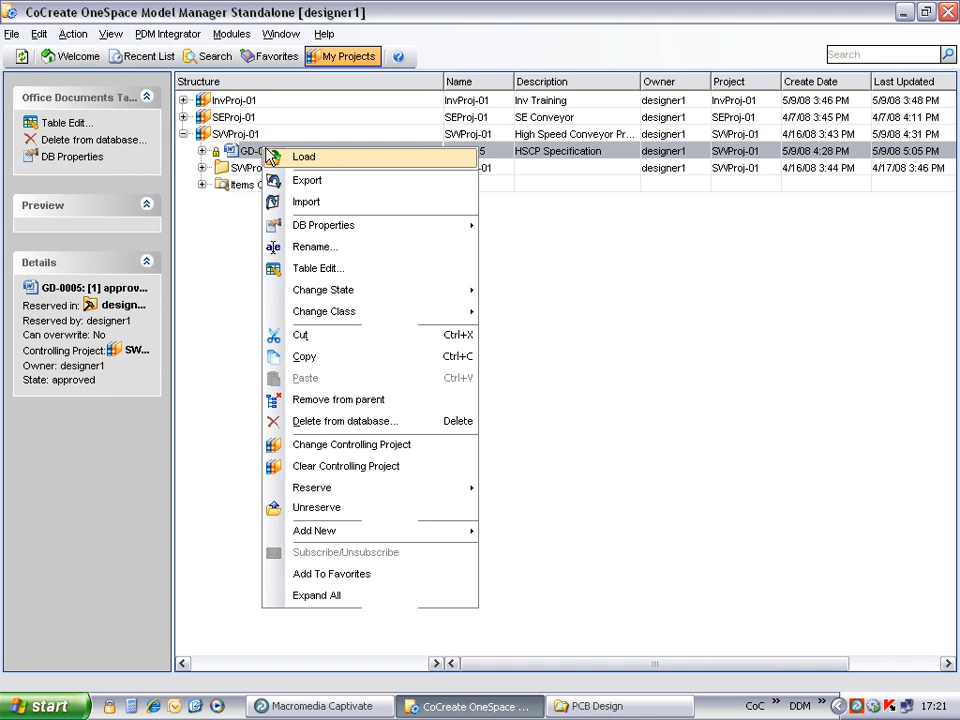 CoCreate OneSpace Model Manager Standalone [designer1]
File Edit Action View PDM Integrator Modules Window Help
Welcome Recent List Search Favorites My Projects ? Search
Office Documents Ta...
Table Edit...
Delete from database...
DB Properties
Preview
Details
GD-0005: [1] approv...
Reserved in: design...
Reserved by: designer1
Can overwrite: No
Controlling Project: SW...
Owner: designer1
State: approved
Structure Name Description Owner Project Create Date Last Updated
InvProj-01 InvProj-01 Inv Training designer1 InvProj-01 5/9/08 3:46 PM 5/9/08 3:48 PM
SEProj-01 SEProj-01 SE Conveyor designer1 SEProj-01 4/7/08 3:45 PM 5/9/08 4:11 PM
SWProj-01 SWProj-01 High Speed Conveyor Pr... designer1 SWProj-01 4/16/08 3:43 PM 5/9/08 4:31 PM
GD-0 5 HSCP Specification designer1 SWProj-01 5/9/08 4:28 PM 5/9/08 5:05 PM
SWPro -01 designer1 SWProj-01 4/16/08 3:44 PM 4/17/08 3:46 PM
Items C
Load
Export
Import
DB Properties
Rename...
Table Edit...
Change State
Change Class
Cut Ctrl+X
Copy Ctrl+C
Paste Ctrl+V
Remove from parent
Delete from database... Delete
Change Controlling Project
Clear Controlling Project
Reserve
Unreserve
Add New
Subscribe/Unsubscribe
Add To Favorites
Expand All
start Macromedia Captivate CoCreate OneSpace ... PCB Design CoC » DDM » 17:21